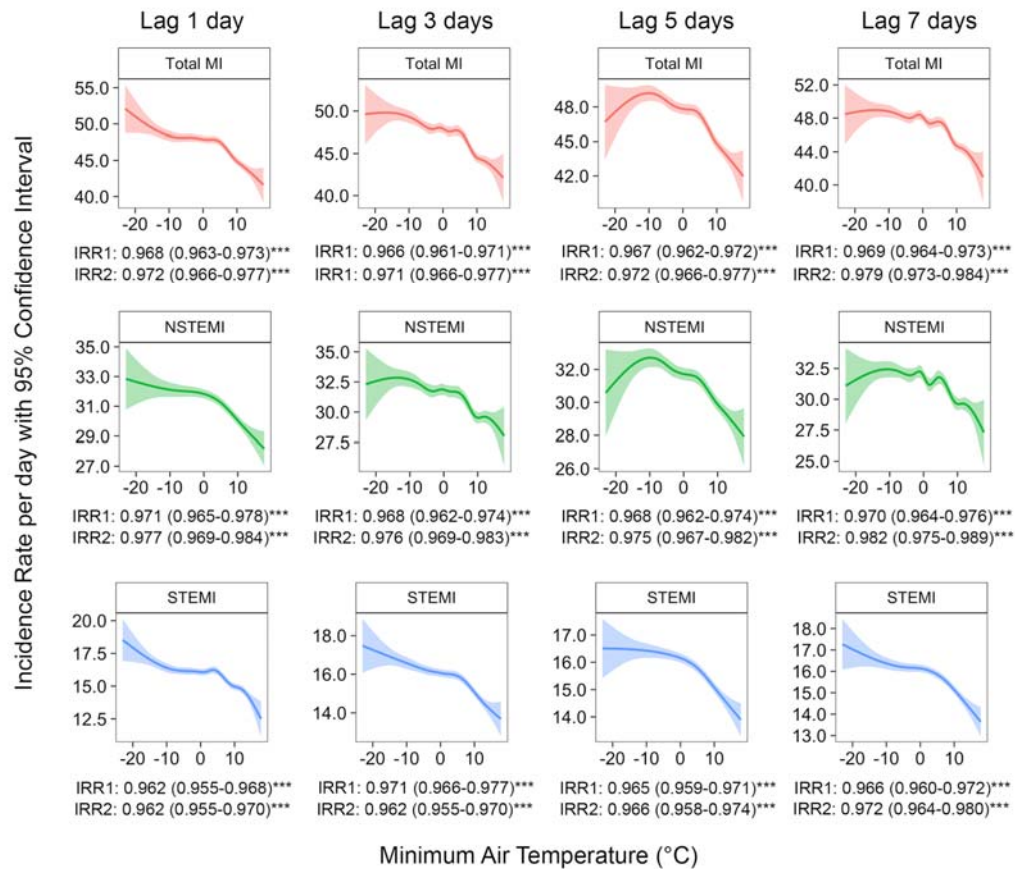 Lag 1 day Lag 3 days Lag 5 days Lag 7 days
Incidence Rate per day with 95% Confidence Interval
Total MI
55.0
50.0
45.0
40.0
-20 -10 0 10
IRR1: 0.968 (0.963-0.973)***
IRR2: 0.972 (0.966-0.977)***
Total MI
50.0
45.0
40.0
-20 -10 0 10
IRR1: 0.966 (0.961-0.971)***
IRR1: 0.971 (0.966-0.977)***
Total MI
48.0
45.0
42.0
-20 -10 0 10
IRR1: 0.967 (0.962-0.972)***
IRR2: 0.972 (0.966-0.977)***
Total MI
52.0
48.0
44.0
40.0
-20 -10 0 10
IRR1: 0.969 (0.964-0.973)***
IRR2: 0.979 (0.973-0.984)***
NSTEMI
35.0
33.0
31.0
29.0
27.0
-20 -10 0 10
IRR1: 0.971 (0.965-0.978)***
IRR2: 0.977 (0.969-0.984)***
NSTEMI
35.0
32.5
30.0
27.5
-20 -10 0 10
IRR1: 0.968 (0.962-0.974)***
IRR2: 0.976 (0.969-0.983)***
NSTEMI
32.0
30.0
28.0
26.0
-20 -10 0 10
IRR1: 0.968 (0.962-0.974)***
IRR2: 0.975 (0.967-0.982)***
NSTEMI
32.5
30.0
27.5
25.0
-20 -10 0 10
IRR1: 0.970 (0.964-0.976)***
IRR2: 0.982 (0.975-0.989)***
STEMI
20.0
17.5
15.0
12.5
-20 -10 0 10
IRR1: 0.962 (0.955-0.968)***
IRR2: 0.962 (0.955-0.970)***
STEMI
18.0
16.0
14.0
-20 -10 0 10
IRR1: 0.971 (0.966-0.977)***
IRR2: 0.962 (0.955-0.970)***
STEMI
17.0
16.0
15.0
14.0
-20 -10 0 10
IRR1: 0.965 (0.959-0.971)***
IRR2: 0.966 (0.958-0.974)***
STEMI
18.0
17.0
16.0
15.0
14.0
13.0
-20 -10 0 10
IRR1: 0.966 (0.960-0.972)***
IRR2: 0.972 (0.964-0.980)***
Minimum Air Temperature (°C)